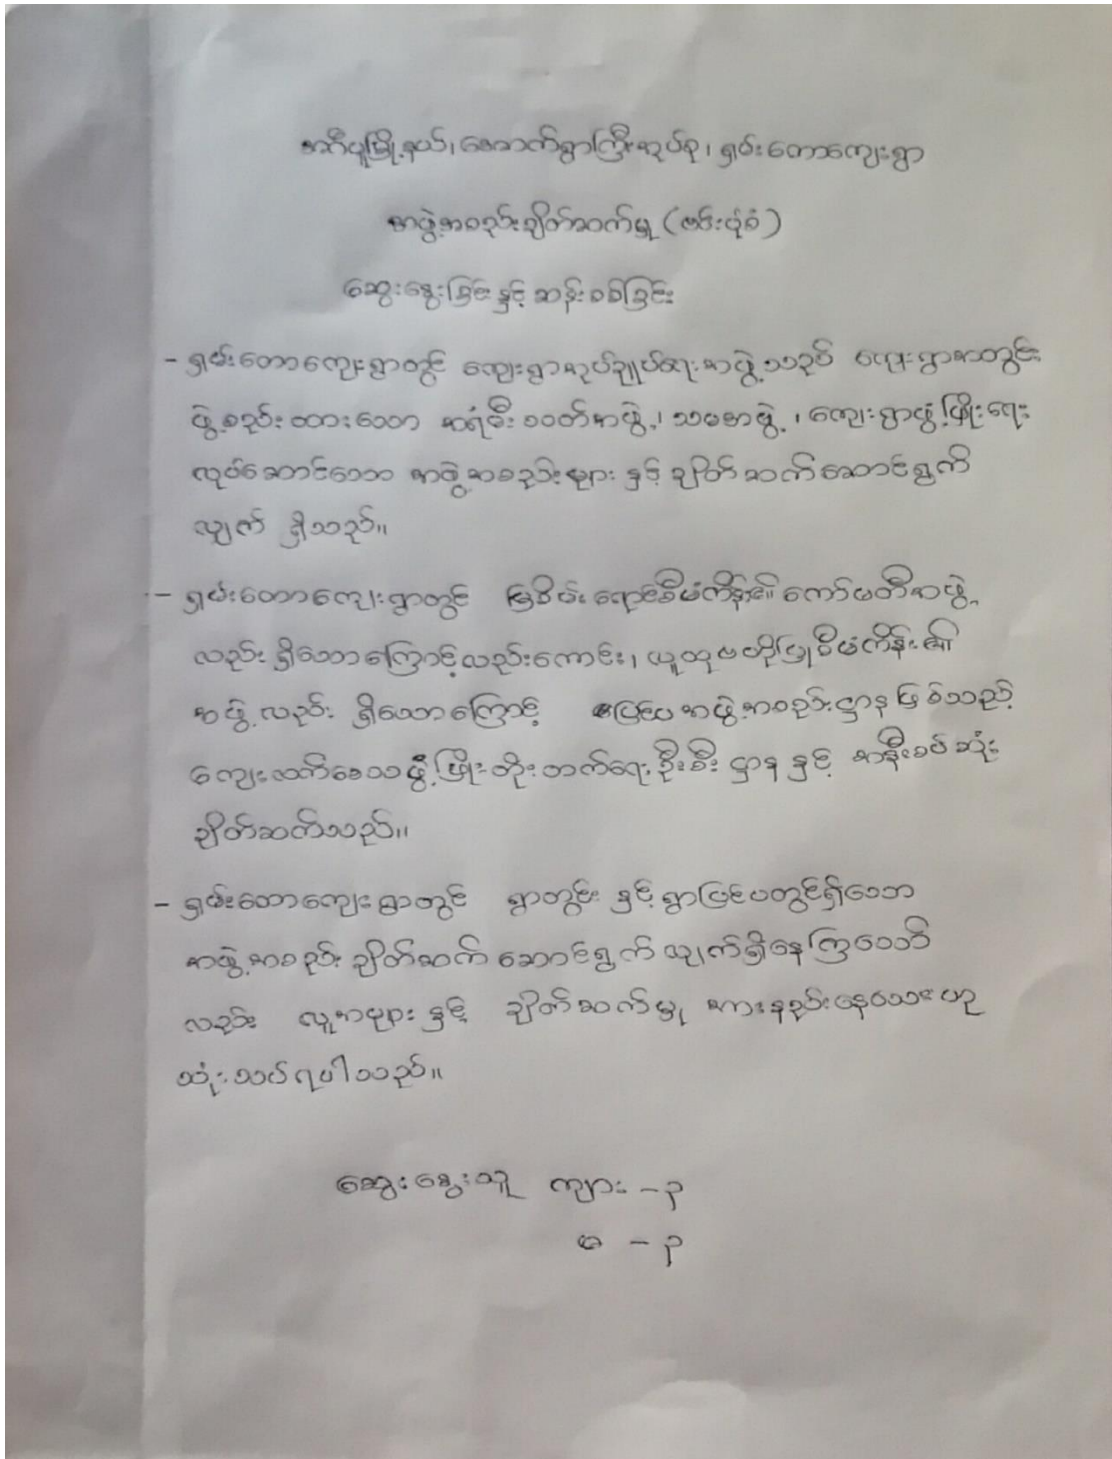 အင်္ဂပူမြို့နယ်၊ အောက်ရွာကြီးအုပ်စု၊ ရှမ်းတောကျေးရွာ
အဖွဲ့အစည်းချိတ်ဆက်မှု (ဗင်းပုံစံ)
ဆွေးနွေးခြင်း နှင့် ဆန်းစစ်ခြင်း
- ရှမ်းတောကျေးရွာတွင် ကျေးရွာအုပ်ချုပ်ရေးအဖွဲ့သည် ကျေးရွာအတွင်း
ဖွဲ့စည်းထားသော အရံမီးသတ်အဖွဲ့၊ သမအဖွဲ့၊ ကျေးရွာဖွံ့ဖြိုးရေး
လုပ်ဆောင်သော အဖွဲ့အစည်းများ နှင့် ချိတ်ဆက်ဆောင်ရွက်
လျှက် ရှိသည်။
- ရှမ်းတောကျေးရွာတွင် မြစိမ်းရောင်စီမံကိန်း၏ ကော်မတီအဖွဲ့
လည်း ရှိသောကြောင့်လည်းကောင်း၊ ယူထုဗဟိုပြုစီမံကိန်း၏
အဖွဲ့လည်း ရှိသောကြောင့် ပြင်ပအဖွဲ့အစည်းဌာနဖြစ်သည့်
ကျေးလက်ဒေသဖွံ့ဖြိုးတိုးတက်ရေးဦးစီးဌာန နှင့် အနီးစပ်ဆုံး
ချိတ်ဆက်သည်။
- ရှမ်းတောကျေးရွာတွင် ရွာတွင်း နှင့် ရွာပြင်ပတွင်ရှိသော
အဖွဲ့အစည်း ချိတ်ဆက် ဆောင်ရွက်လျှက်ရှိနေကြသော်
လည်း လူအများ နှင့် ချိတ်ဆက်မှု အားနည်းနေသေးဟု
သုံးသပ်ရပါသည်။
ဆွေးနွေးသူ ကျား - ၃
မ - ၃